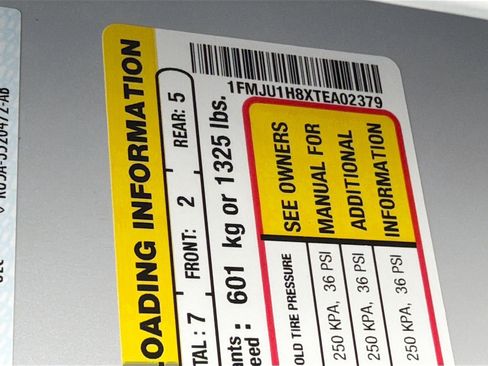 1FMJU1H8XTEA02379
LOADING INFORMATION
TOTAL : 7 FRONT: 2 REAR: 5
601 kg or 1325 lbs.
SEE OWNERS
MANUAL FOR
ADDITIONAL
INFORMATION
OLD TIRE PRESSURE
250 KPA, 36 PSI
250 KPA, 36 PSI
250 KPA, 36 PSI